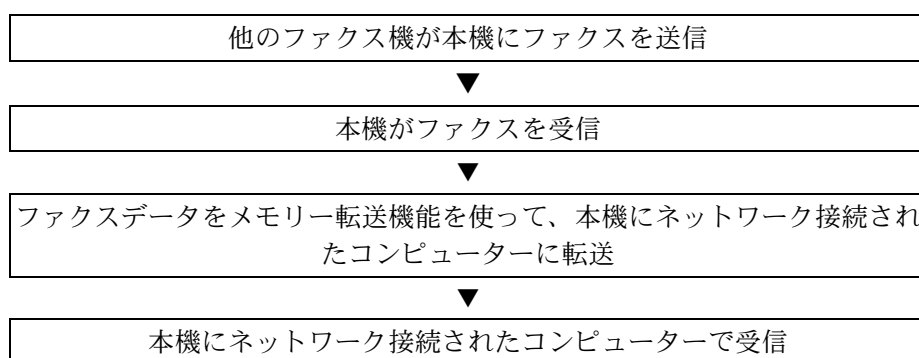 他のファクス機が本機にファクスを送信
▼
本機がファクスを受信
▼
ファクスデータをメモリー転送機能を使って、本機にネットワーク接続され
たコンピューターに転送
▼
本機にネットワーク接続されたコンピューターで受信